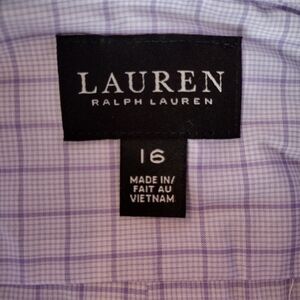 LAUREN
RALPH LAUREN
16
MADE IN/
FAIT AU
VIETNAM